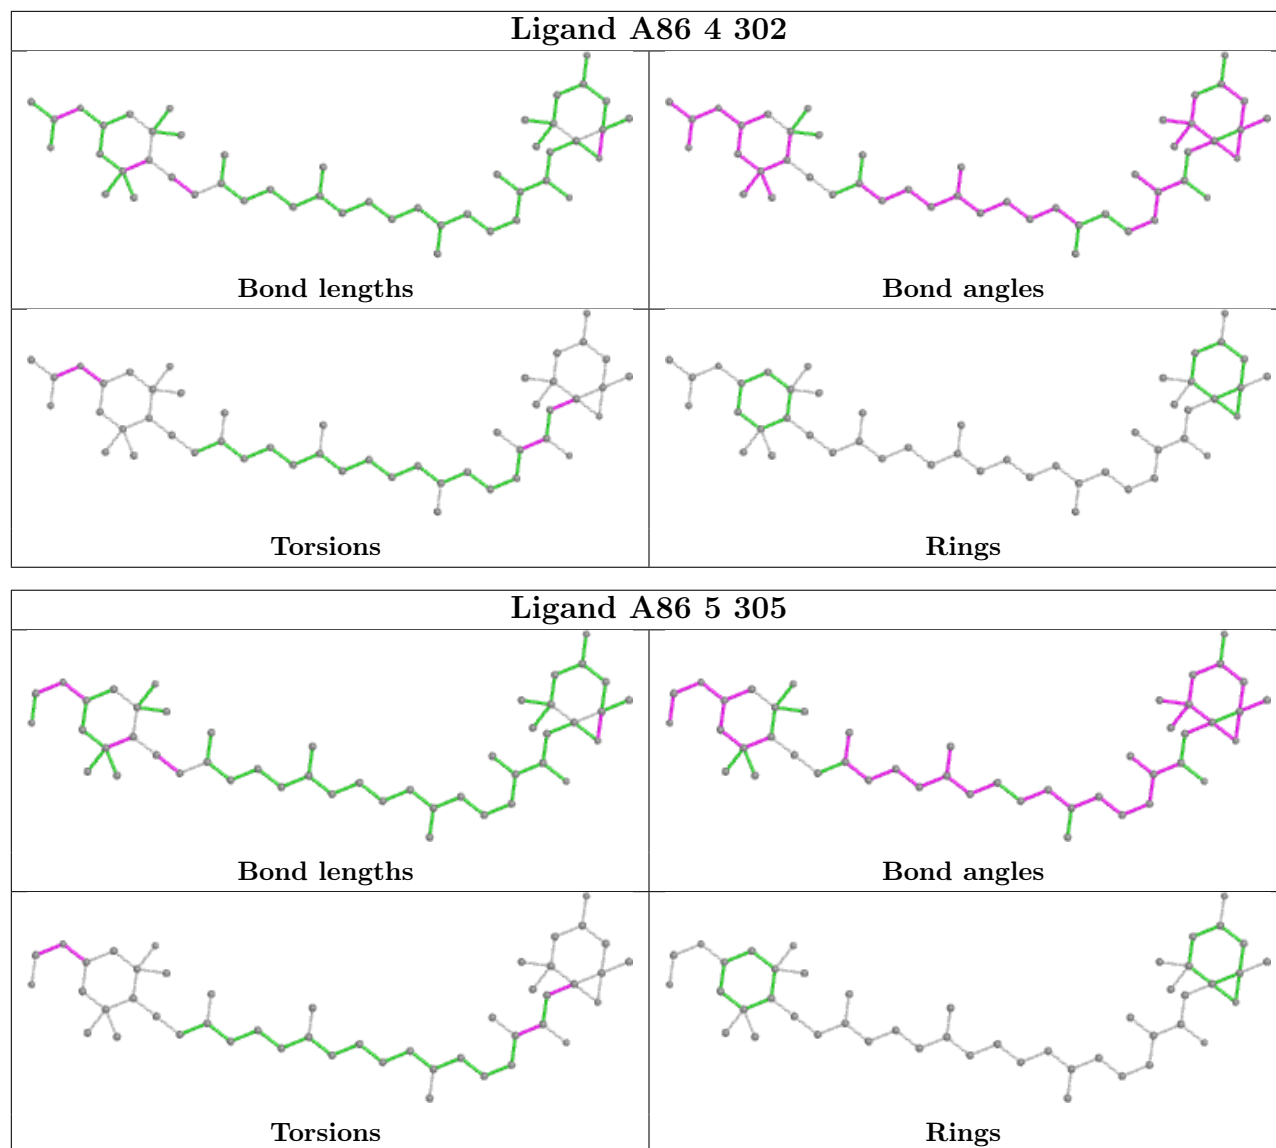 Ligand A86 4 302
Bond lengths
Bond angles
Torsions
Rings
Ligand A86 5 305
Bond lengths
Bond angles
Torsions
Rings